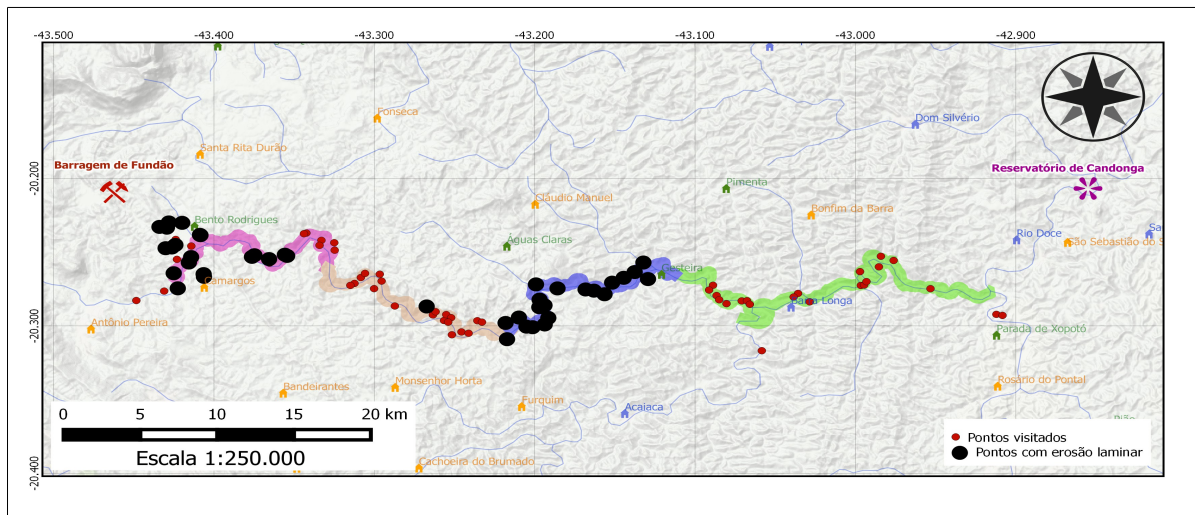 -43.500 -43.400 -43.300 -43.200 -43.100 -43.000 -42.900
Fonseca
Dom Silvério
Santa Rita Durão
Barragem de Fundão
Reservatório de Candonga
-20.200
Pimenta
Cláudio Manuel
Bonfim da Barra
Bento Rodrigues
Rio Doce
Águas Claras
São Sebastião do S
Gesteira
Camargos
Barra Longa
Antônio Pereira
-20.300
Parada de Xopotó
Bandeirantes
Monsenhor Horta
Rosário do Pontal
Furquim
Acaiaca
0 5 10 15 20 km
Escala 1:250.000
Pontos visitados
Pontos com erosão laminar
Cachoeira do Brumado
-20.400